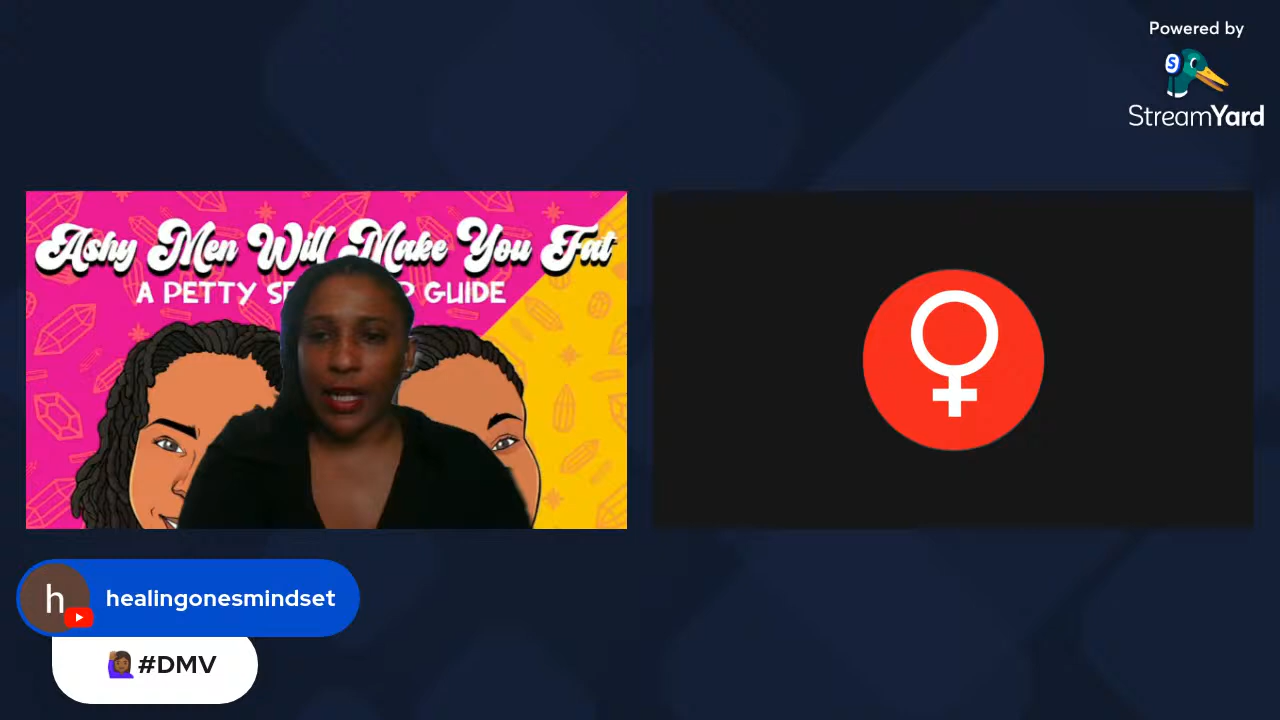 Powered by
StreamYard
Ashy Men Will Make You Fat
A PETTY SE P GUIDE
h
healingonesmindset
#DMV